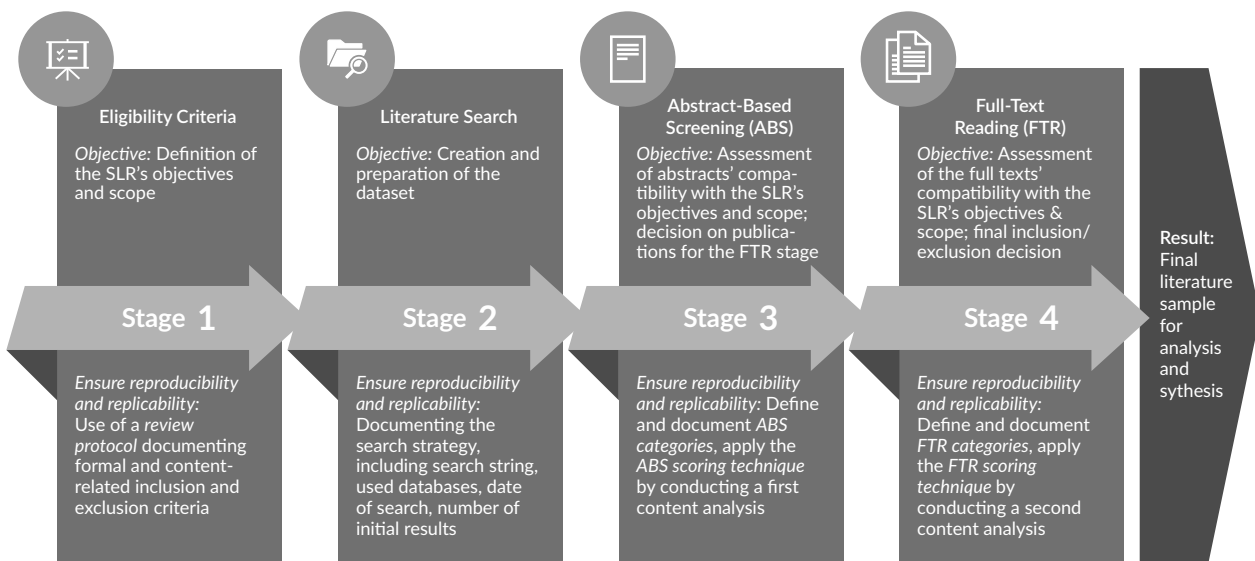 Eligibility Criteria
Objective: Definition of
the SLR's objectives
and scope
Stage 1
Ensure reproducibility
and replicability:
Use of a review
protocol documenting
formal and content-
related inclusion and
exclusion criteria
Literature Search
Objective: Creation and
preparation of the
dataset
Stage 2
Ensure reproducibility
and replicability:
Documenting the
search strategy,
including search string,
used databases, date
of search, number of
initial results
Abstract-Based
Screening (ABS)
Objective: Assessment
of abstracts' compa-
tibility with the SLR's
objectives and scope;
decision on publica-
tions for the FTR stage
Stage 3
Ensure reproducibility
and replicability: Define
and document ABS
categories, apply the
ABS scoring technique
by conducting a first
content analysis
Full-Text
Reading (FTR)
Objective: Assessment
of the full texts'
compatibility with the
SLR's objectives &
scope; final inclusion/
exclusion decision
Stage 4
Ensure reproducibility
and replicability:
Define and document
FTR categories, apply
the FTR scoring
technique by
conducting a second
content analysis
Result:
Final
literature
sample
for
analysis
and
sythesis